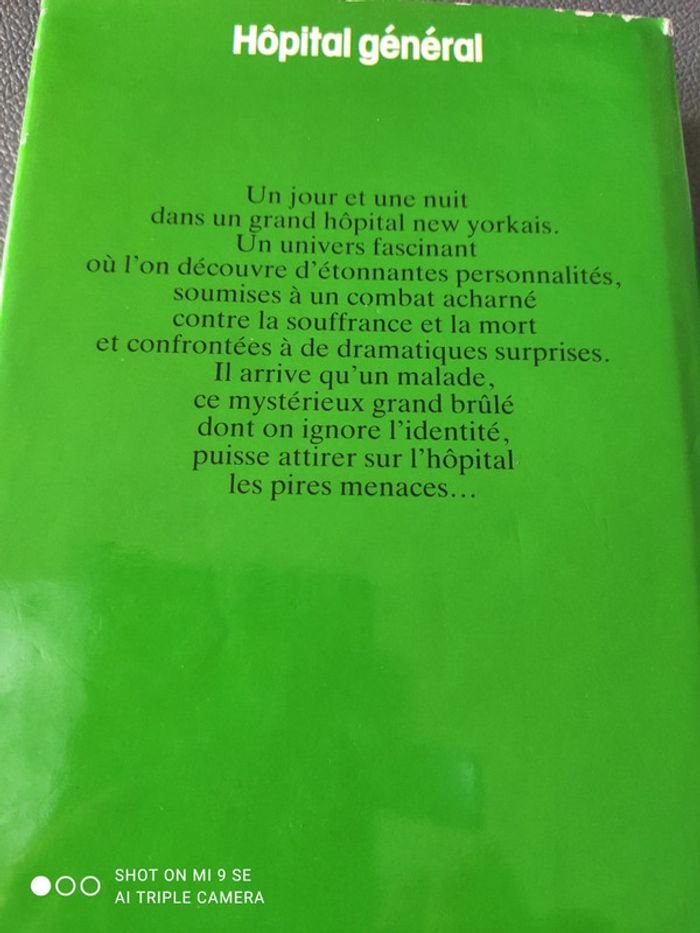 Hôpital général
Un jour et une nuit
dans un grand hôpital new yorkais.
Un univers fascinant
où l'on découvre d'étonnantes personnalités,
soumises à un combat acharné
contre la souffrance et la mort
et confrontées à de dramatiques surprises.
Il arrive qu'un malade,
ce mystérieux grand brûlé
dont on ignore l'identité,
puisse attirer sur l'hôpital
les pires menaces...
SHOT ON MI 9 SE
AI TRIPLE CAMERA